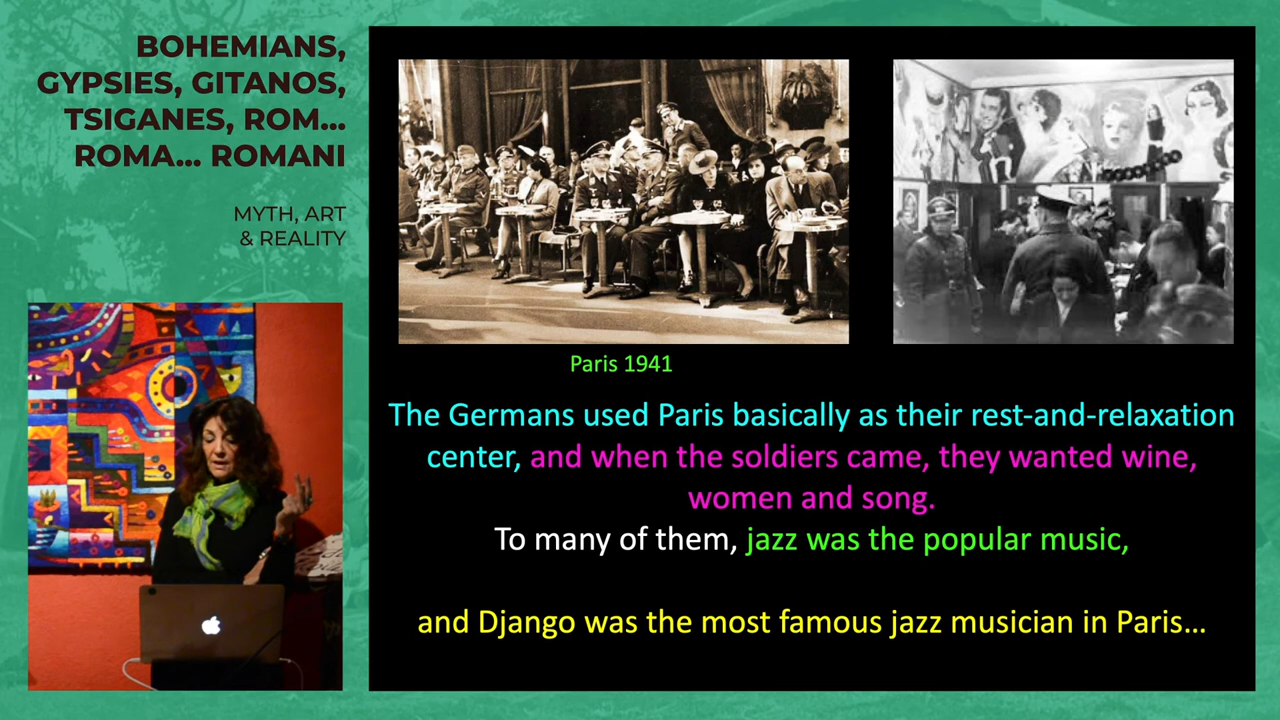 BOHEMIANS,
GYPSIES, GITANOS,
TSIGANES, ROM...
ROMA... ROMANI
MYTH, ART
& REALITY
Paris 1941
The Germans used Paris basically as their rest-and-relaxation
center, and when the soldiers came, they wanted wine,
women and song.
To many of them, jazz was the popular music,
and Django was the most famous jazz musician in Paris...